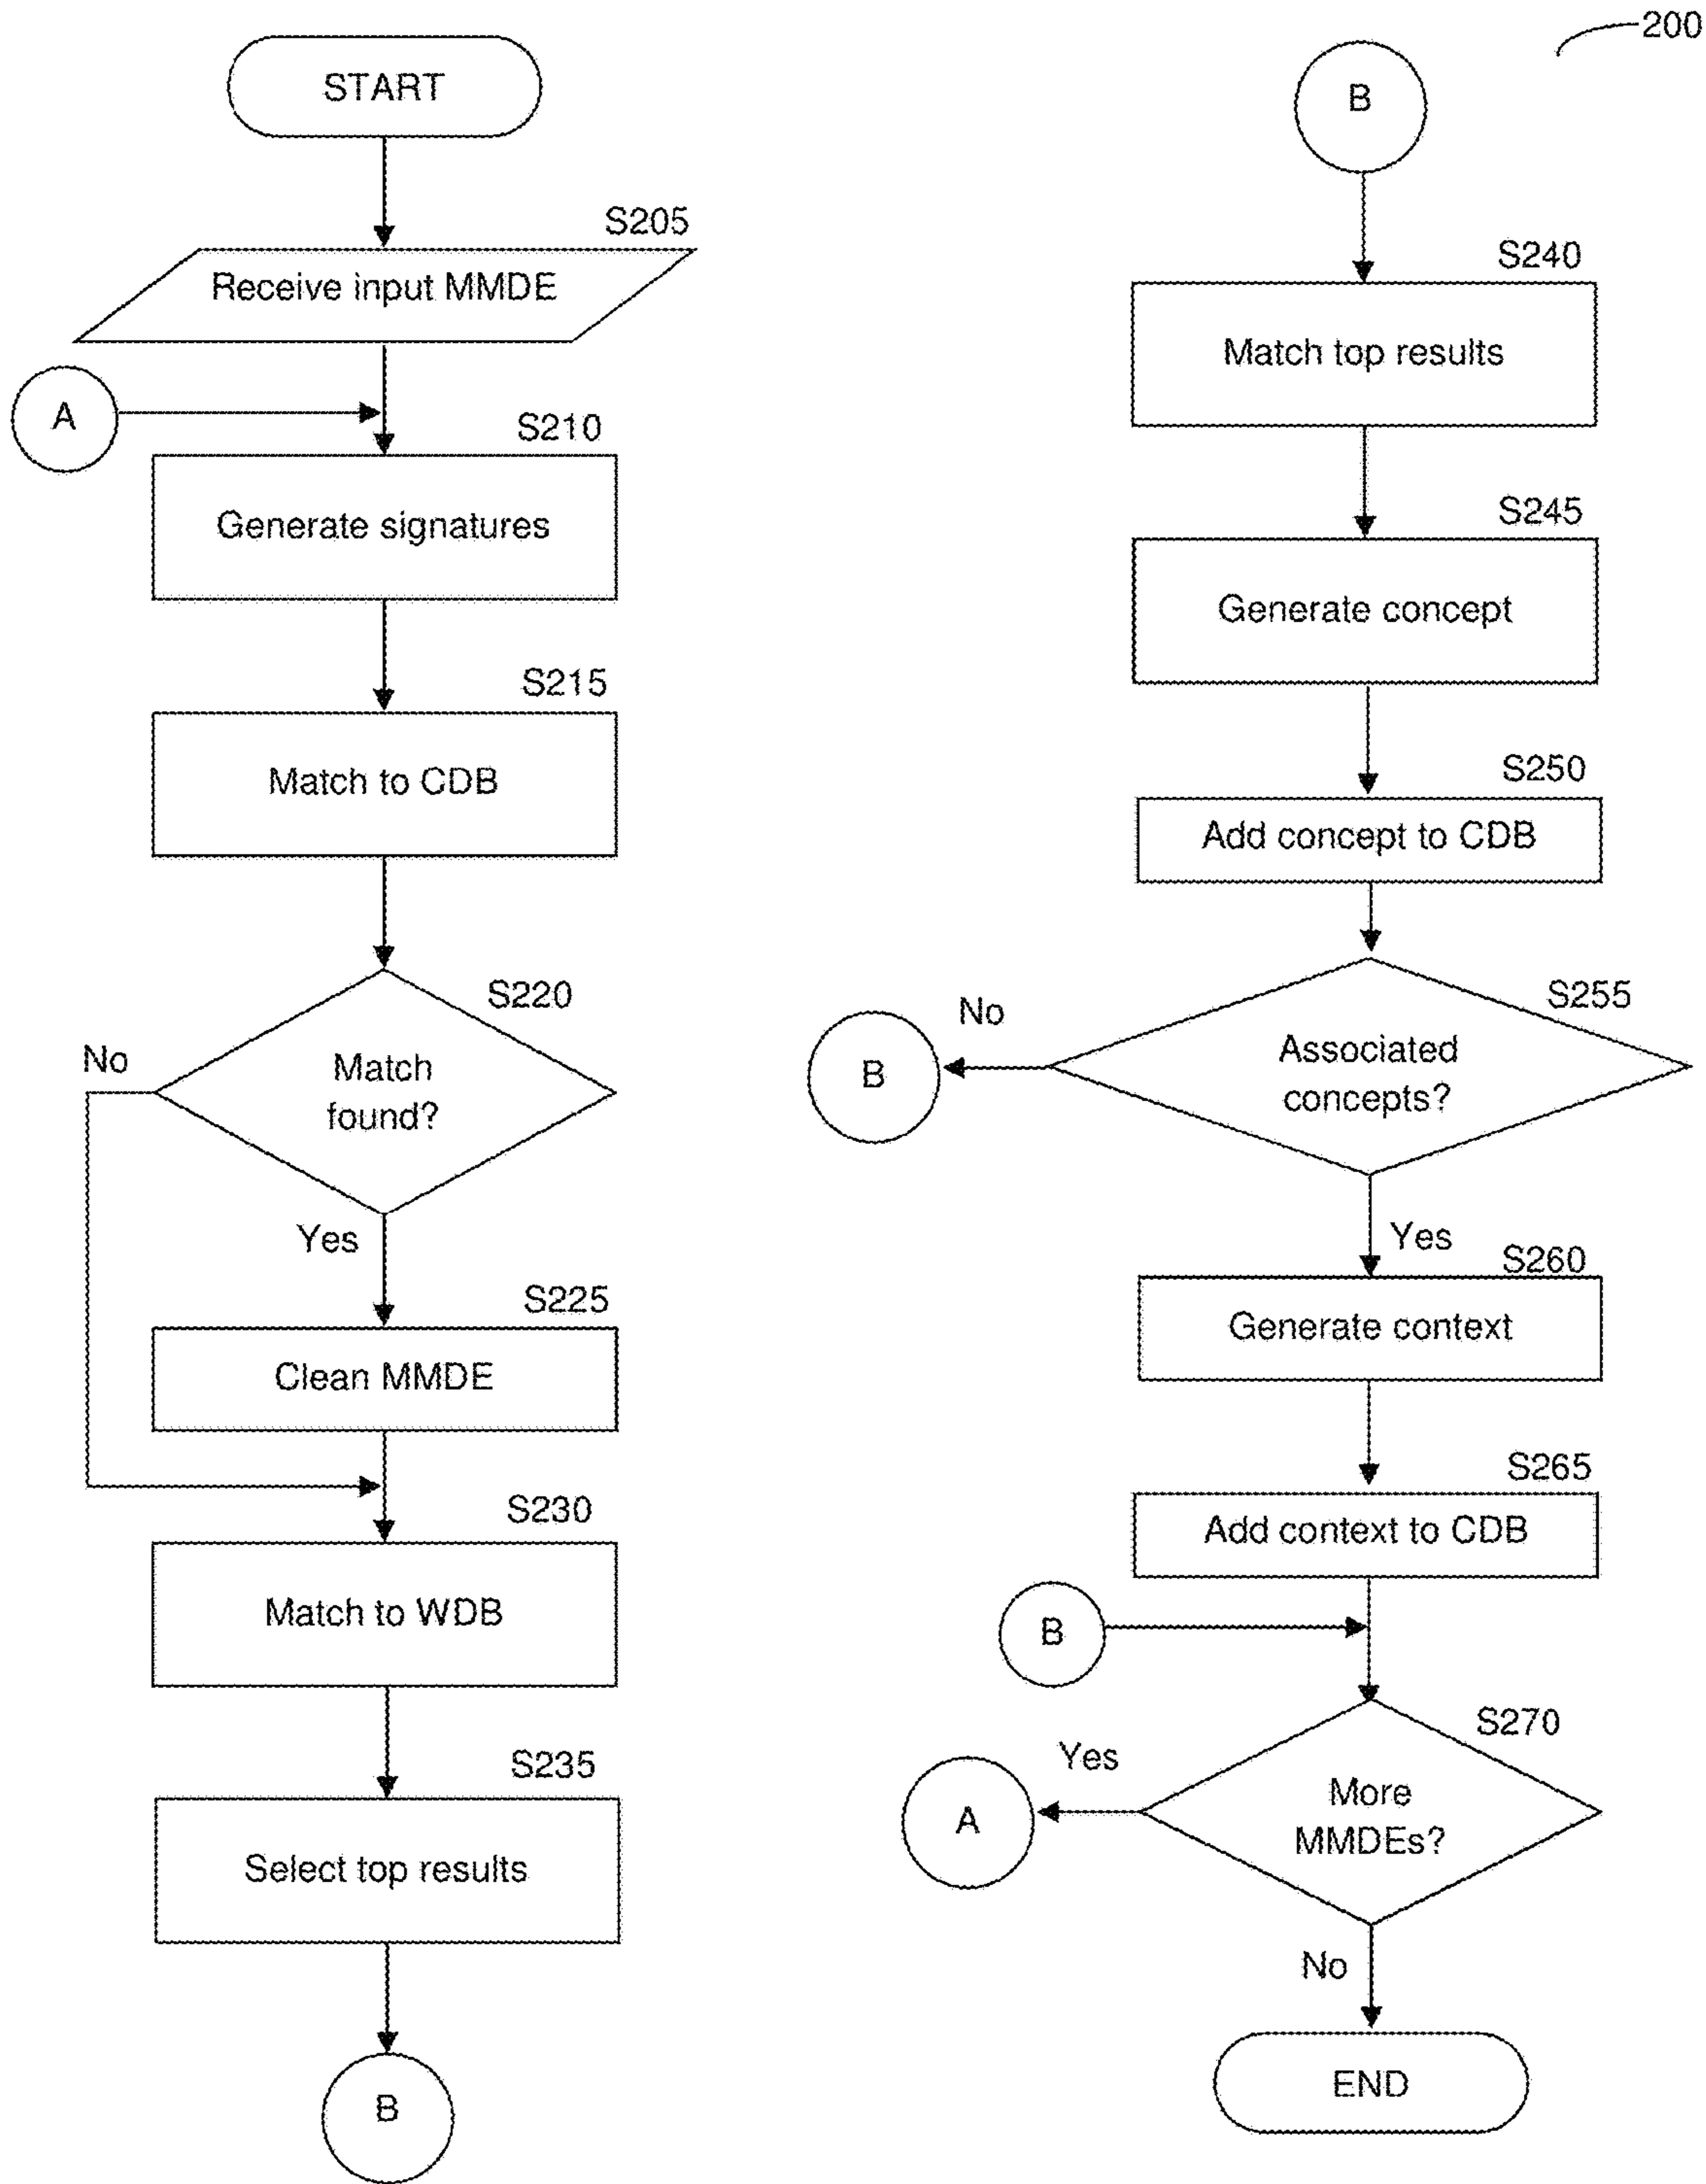 200
START
S205
Receive input MMDE
A
S210
Generate signatures
S215
Match to CDB
S220
No
Match
found?
Yes
S225
Clean MMDE
S230
Match to WDB
S235
Select top results
B
B
S240
Match top results
S245
Generate concept
S250
Add concept to CDB
S255
No
B
Associated
concepts?
Yes
S260
Generate context
S265
Add context to CDB
B
S270
Yes
A
More
MMDEs?
No
END